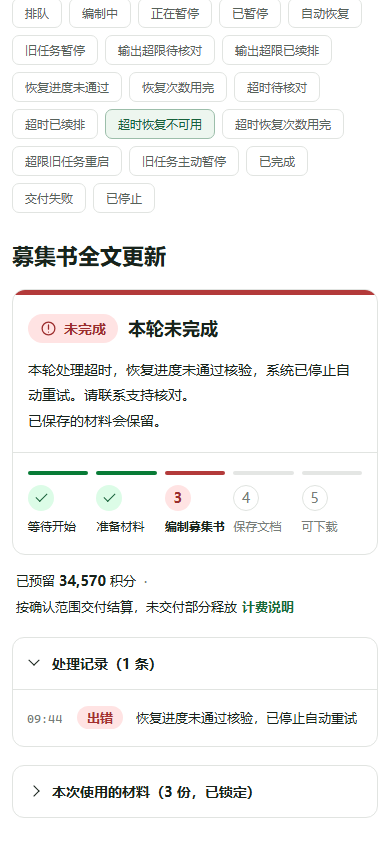 排队 编制中 正在暂停 已暂停 自动恢复
旧任务暂停 输出超限待核对 输出超限已续排
恢复进度未通过 恢复次数用完 超时待核对
超时已续排 超时恢复不可用 超时恢复次数用完
超限旧任务重启 旧任务主动暂停 已完成
交付失败 已停止
募集书全文更新
未完成 本轮未完成
本轮处理超时，恢复进度未通过核验，系统已停止自
动重试。请联系支持核对。
已保存的材料会保留。
3 4 5
等待开始 准备材料 编制募集书 保存文档 可下载
已预留 34,570 积分 ·
按确认范围交付结算，未交付部分释放 计费说明
处理记录（1 条）
09:44 出错 恢复进度未通过核验，已停止自动重试
本次使用的材料（3 份，已锁定）